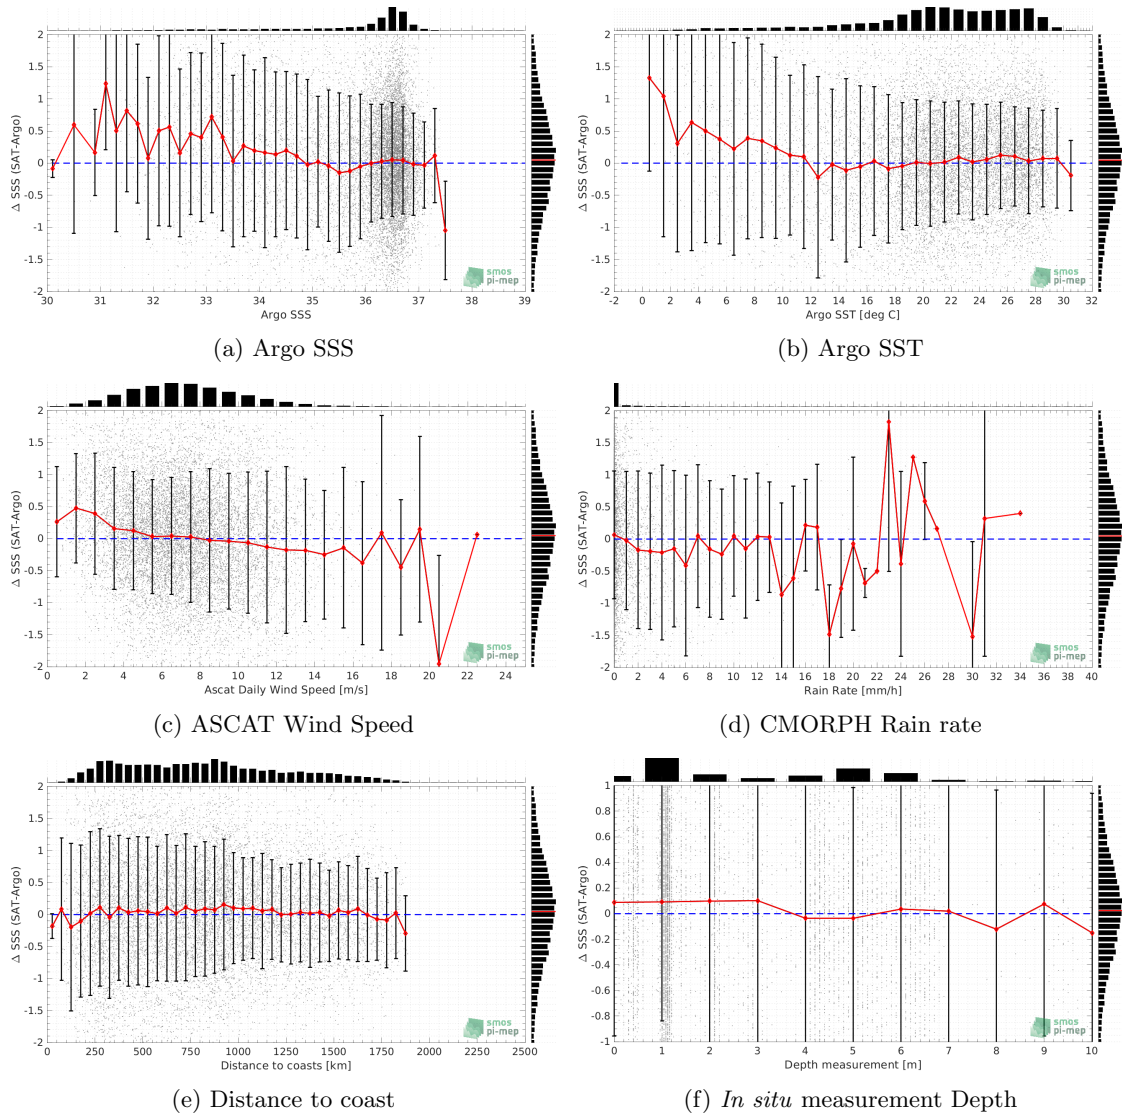 2
1.5
1
0.5
0
-0.5
-1
-1.5
-2
Δ SSS (SAT-Argo)
30 31 32 33 34 35 36 37 38 39
Argo SSS
smos
pi-mep
(a) Argo SSS
2
1.5
1
0.5
0
-0.5
-1
-1.5
-2
Δ SSS (SAT-Argo)
-2 0 2 4 6 8 10 12 14 16 18 20 22 24 26 28 30 32
Argo SST [deg C]
smos
pi-mep
(b) Argo SST
2
1.5
1
0.5
0
-0.5
-1
-1.5
-2
Δ SSS (SAT-Argo)
0 2 4 6 8 10 12 14 16 18 20 22 24
Ascat Daily Wind Speed [m/s]
smos
pi-mep
(c) ASCAT Wind Speed
2
1.5
1
0.5
0
-0.5
-1
-1.5
-2
Δ SSS (SAT-Argo)
0 2 4 6 8 10 12 14 16 18 20 22 24 26 28 30 32 34 36 38 40
Rain Rate [mm/h]
smos
pi-mep
(d) CMORPH Rain rate
2
1.5
1
0.5
0
-0.5
-1
-1.5
-2
Δ SSS (SAT-Argo)
0 250 500 750 1000 1250 1500 1750 2000 2250 2500
Distance to coasts [km]
smos
pi-mep
(e) Distance to coast
1
0.8
0.6
0.4
0.2
0
-0.2
-0.4
-0.6
-0.8
-1
Δ SSS (SAT-Argo)
0 1 2 3 4 5 6 7 8 9 10
Depth measurement [m]
smos
pi-mep
(f) In situ measurement Depth